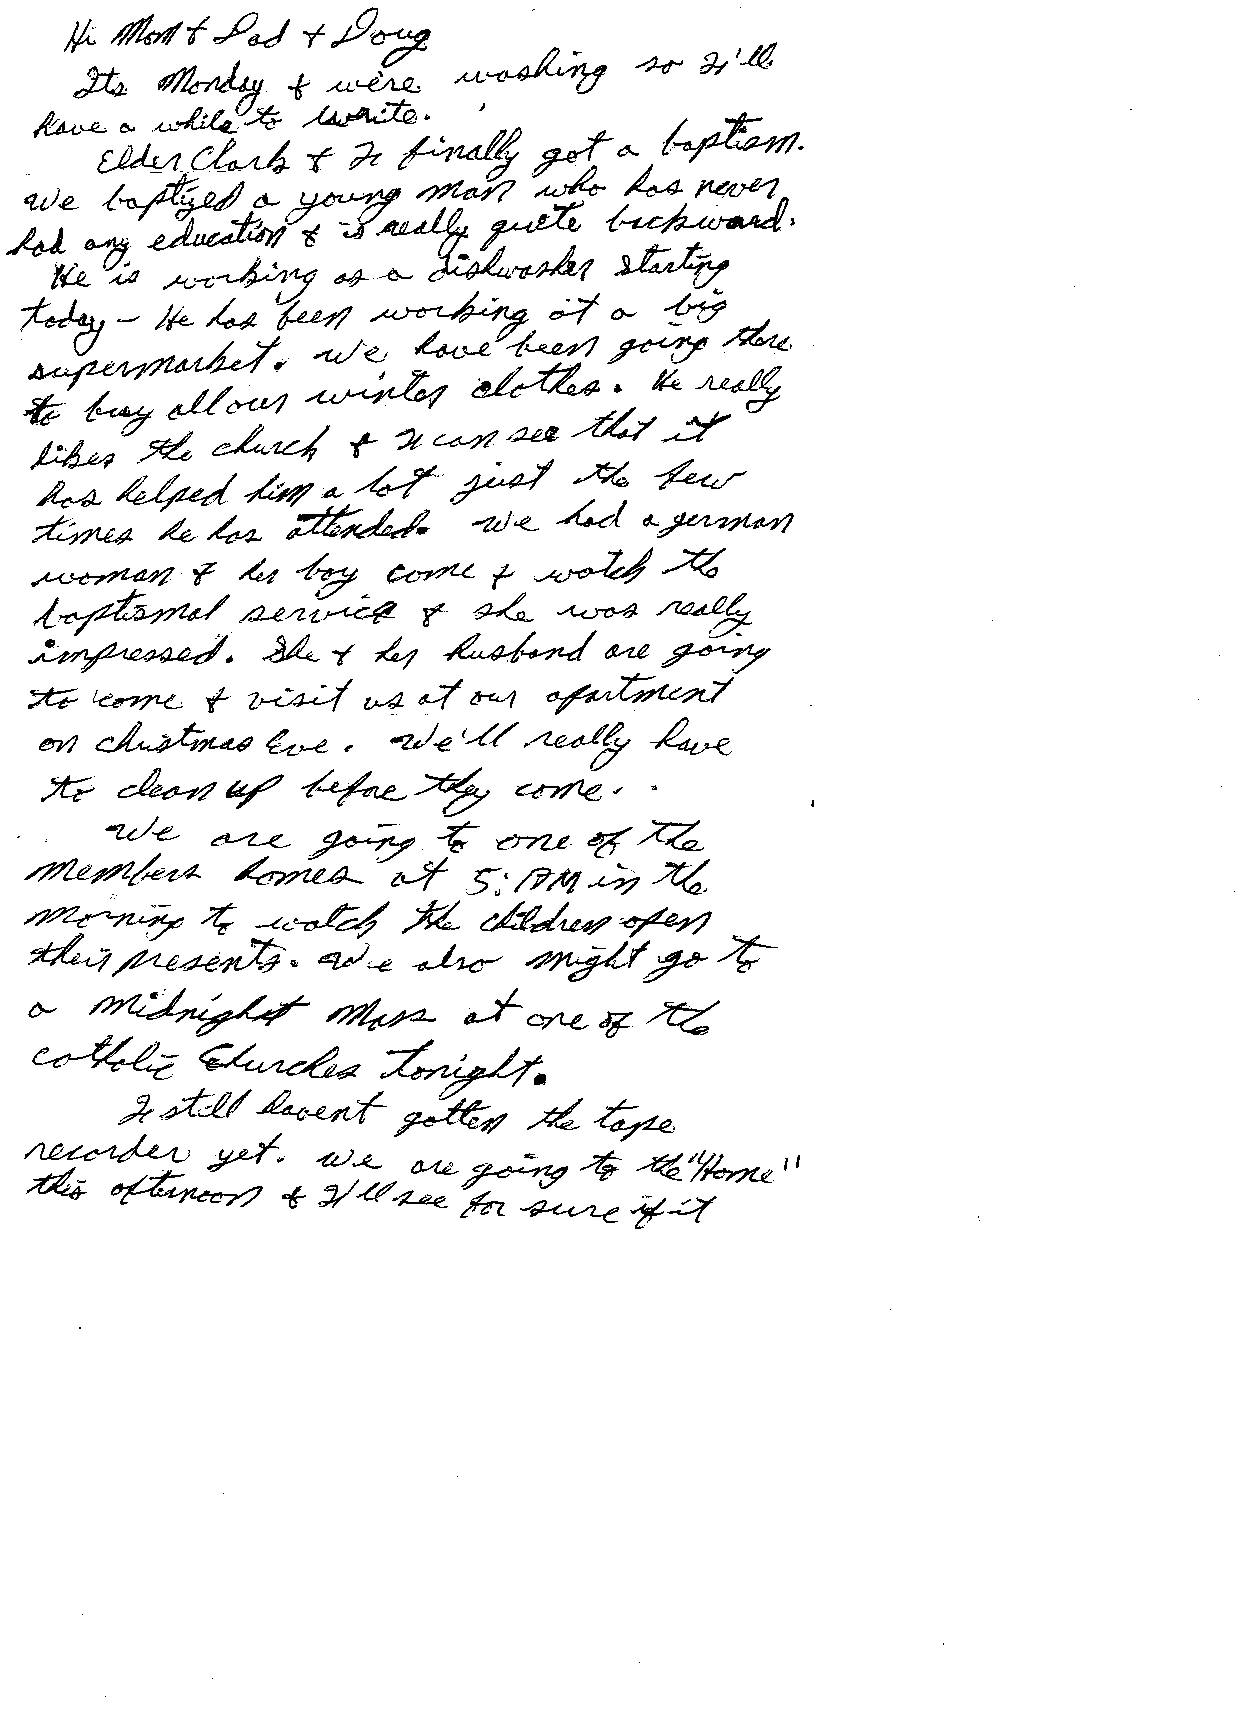 Hi Mom + Dad + Doug
Its Monday + we're washing so I'll
have a while to write.
Elder Clark + I finally got a baptism.
We baptized a young man who has never
had any education + is really quite backward.
He is working as a dishwasher starting
today - He has been working at a big
supermarket. We have been going there
to buy all our winter clothes. He really
likes the church + I can see that it
has helped him a lot just the few
times he has attended. We had a german
woman + her boy come + watch the
baptismal service + she was really
impressed. She + her husband are going
to come + visit us at our apartment
on christmas Eve. We'll really have
to clean up before they come.
We are going to one of the
members homes at 5: AM in the
morning to watch the children open
their presents. We also might go to
a midnight Mass at one of the
catholic Churches tonight.
I still havent gotten the tape
recorder yet. We are going to the "Home"
this afternoon + I'll see for sure if it